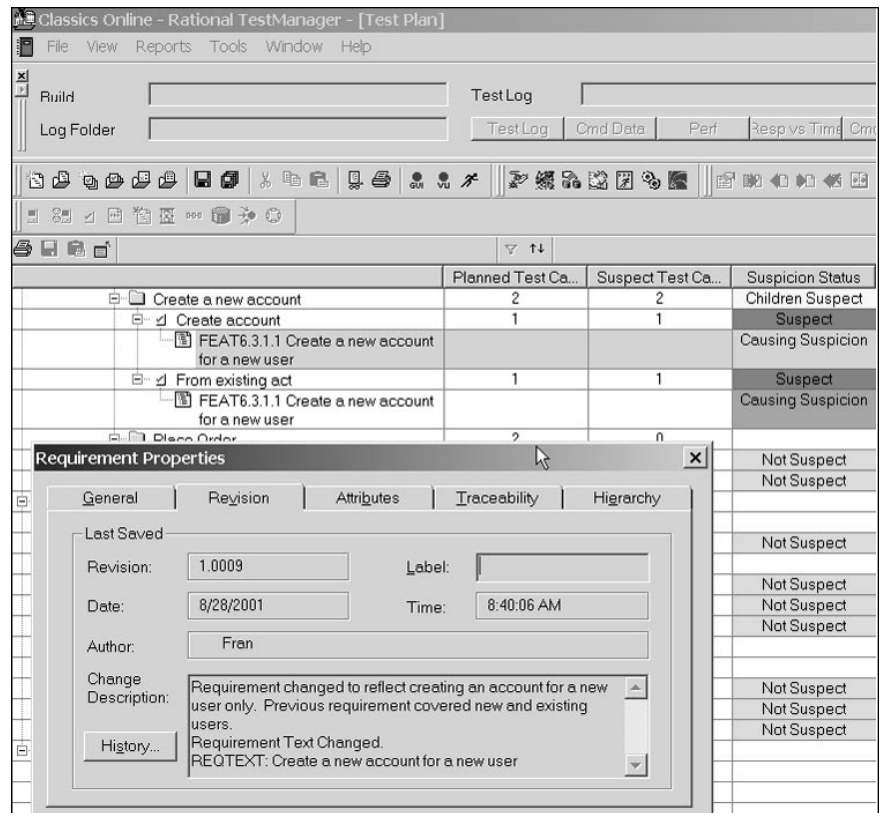 Classics Online - Rational TestManager - [Test Plan]
File View Reports Tools Window Help
Build
Test Log
Log Folder
Test Log Cmd Data Perf Resp vs Time
GUI VU
Planned Test Ca... Suspect Test Ca... Suspicion Status
Create a new account 2 2 Children Suspect
Create account 1 1 Suspect
FEAT6.3.1.1 Create a new account Causing Suspicion
for a new user
From existing act 1 1 Suspect
FEAT6.3.1.1 Create a new account Causing Suspicion
for a new user
Place Order 2 0
Requirement Properties
Not Suspect
Not Suspect
General Revision Attributes Traceability Hierarchy
Last Saved
Not Suspect
Revision: 1.0009 Label:
Not Suspect
Date: 8/28/2001 Time: 8:40:06 AM
Not Suspect
Not Suspect
Author: Fran
Change
Description:
Requirement changed to reflect creating an account for a new
user only. Previous requirement covered new and existing
users.
Requirement Text Changed.
REQTEXT: Create a new account for a new user
History...
Not Suspect
Not Suspect
Not Suspect